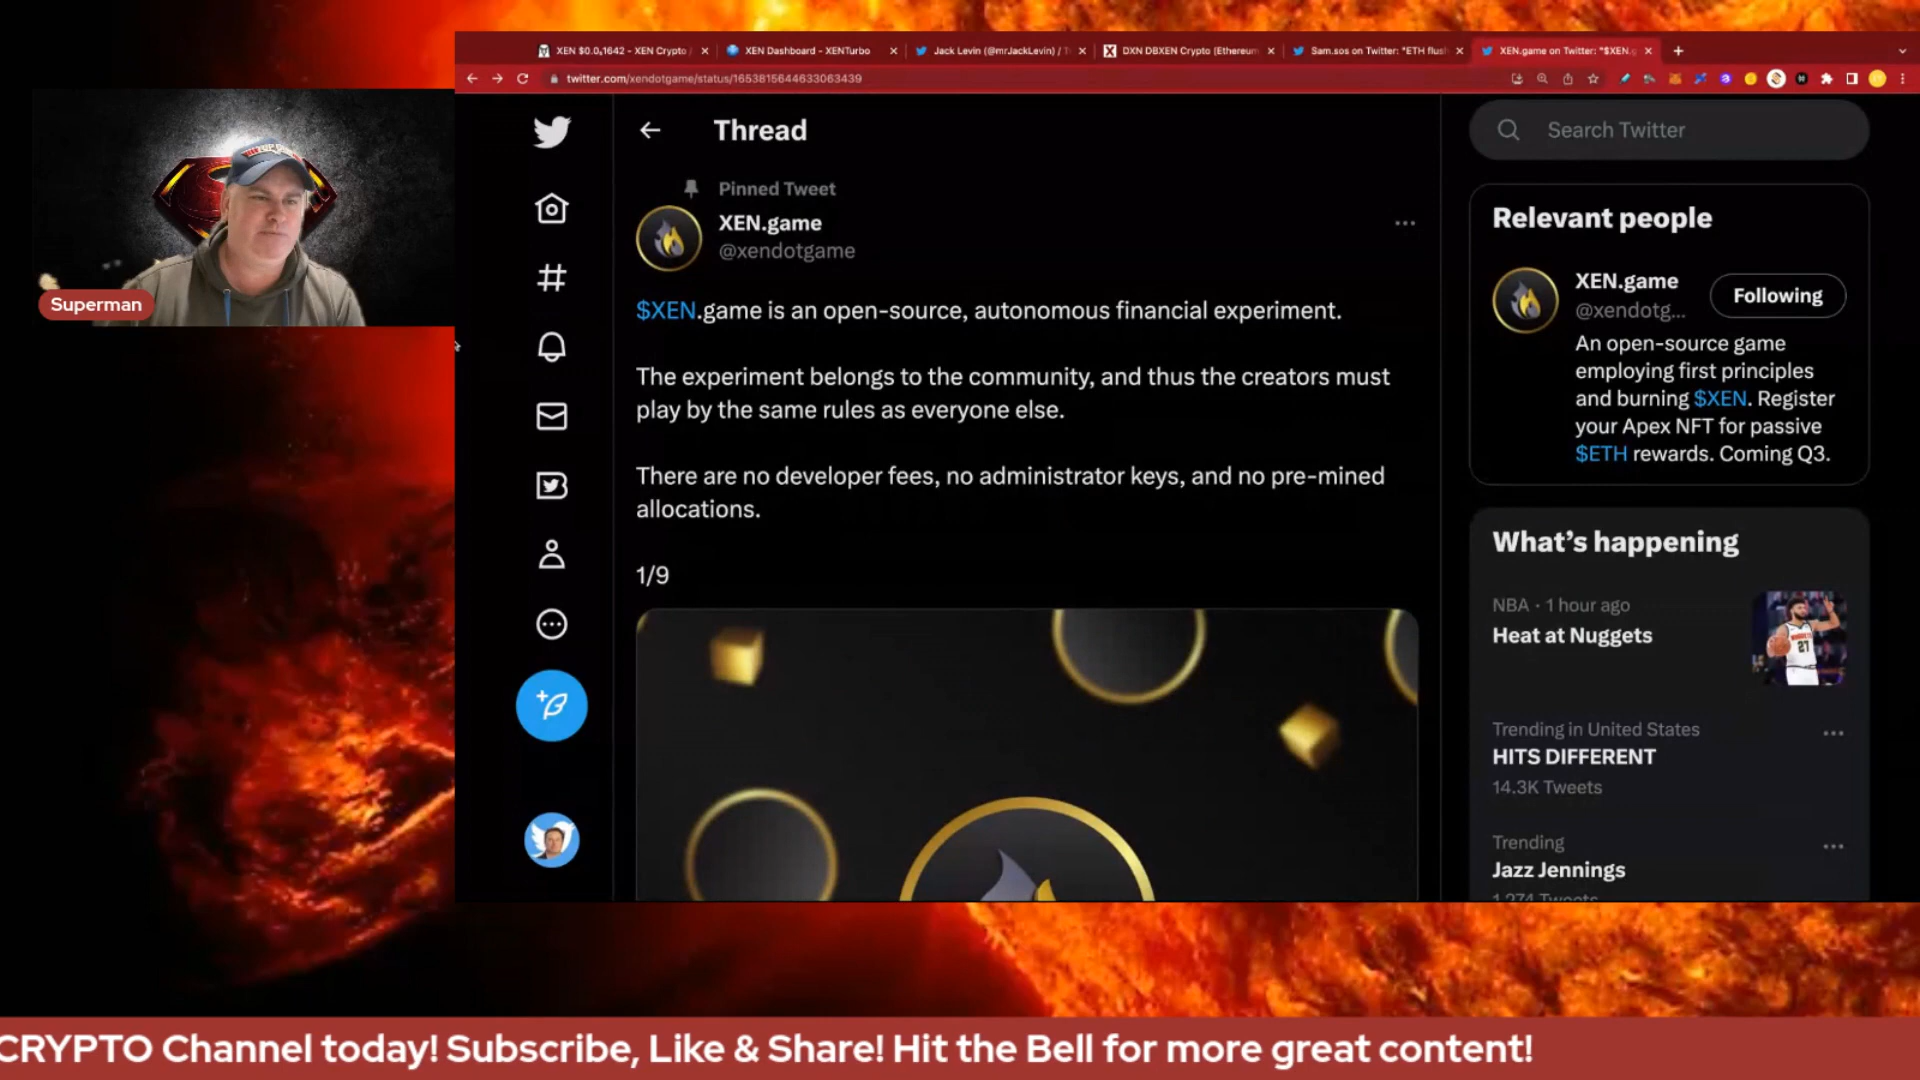 XEN $0.0₆1642 - XEN Crypto
XEN Dashboard - XENTurbo
Jack Levin (@mrJackLevin) / T
DXN DBXEN Crypto (Ethereum
Sam.sos on Twitter: "ETH flus
XEN.game on Twitter: "$XEN.g
twitter.com/xendotgame/status/1653815644633063439
Superman
Thread
Pinned Tweet
XEN.game
@xendotgame
$XEN.game is an open-source, autonomous financial experiment.
The experiment belongs to the community, and thus the creators must
play by the same rules as everyone else.
There are no developer fees, no administrator keys, and no pre-mined
allocations.
1/9
Search Twitter
Relevant people
XEN.game
@xendotg...
Following
An open-source game
employing first principles
and burning $XEN. Register
your Apex NFT for passive
$ETH rewards. Coming Q3.
What's happening
NBA · 1 hour ago
Heat at Nuggets
27
Trending in United States
HITS DIFFERENT
14.3K Tweets
Trending
Jazz Jennings
1,274 Tweets
CRYPTO Channel today! Subscribe, Like & Share! Hit the Bell for more great content!